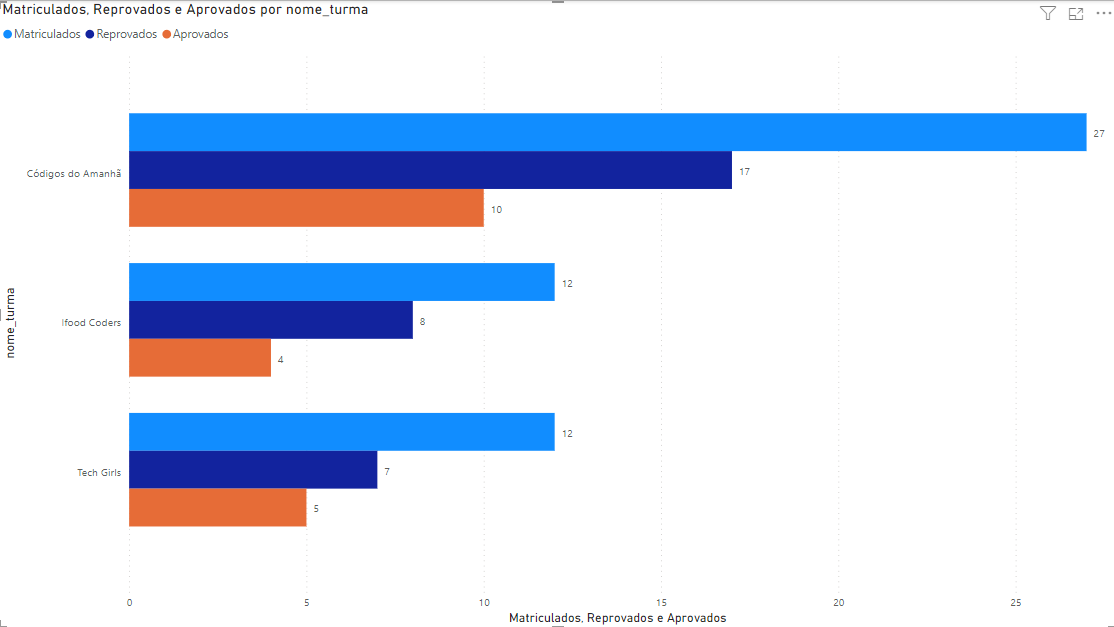 Matriculados, Reprovados e Aprovados por nome_turma
Matriculados Reprovados Aprovados
27
Códigos do Amanhã
17
10
12
Ifood Coders
8
4
12
Tech Girls
7
5
nome_turma
0 5 10 15 20 25
Matriculados, Reprovados e Aprovados